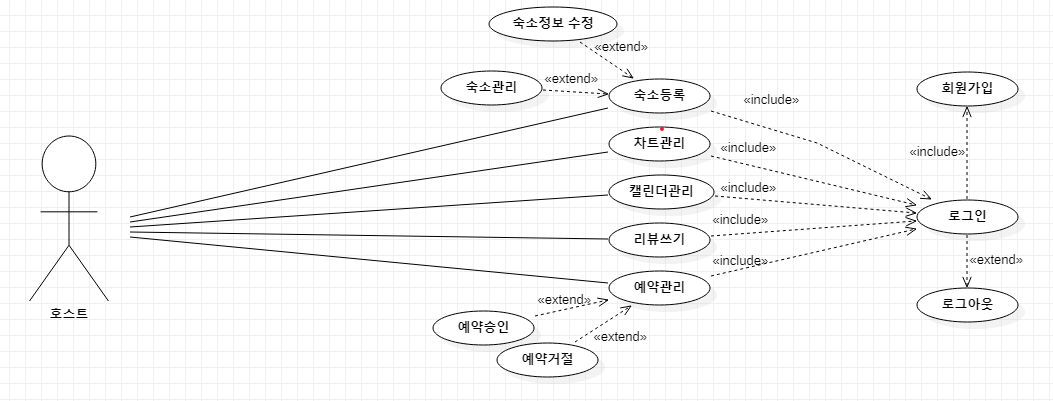 숙소정보 수정
«extend»
숙소관리
«extend»
숙소등록
«include»
회원가입
차트관리
«include»
«include»
캘린더관리
«include»
로그인
리뷰쓰기
«include»
예약관리
«include»
«extend»
로그아웃
호스트
«extend»
예약승인
«extend»
예약거절